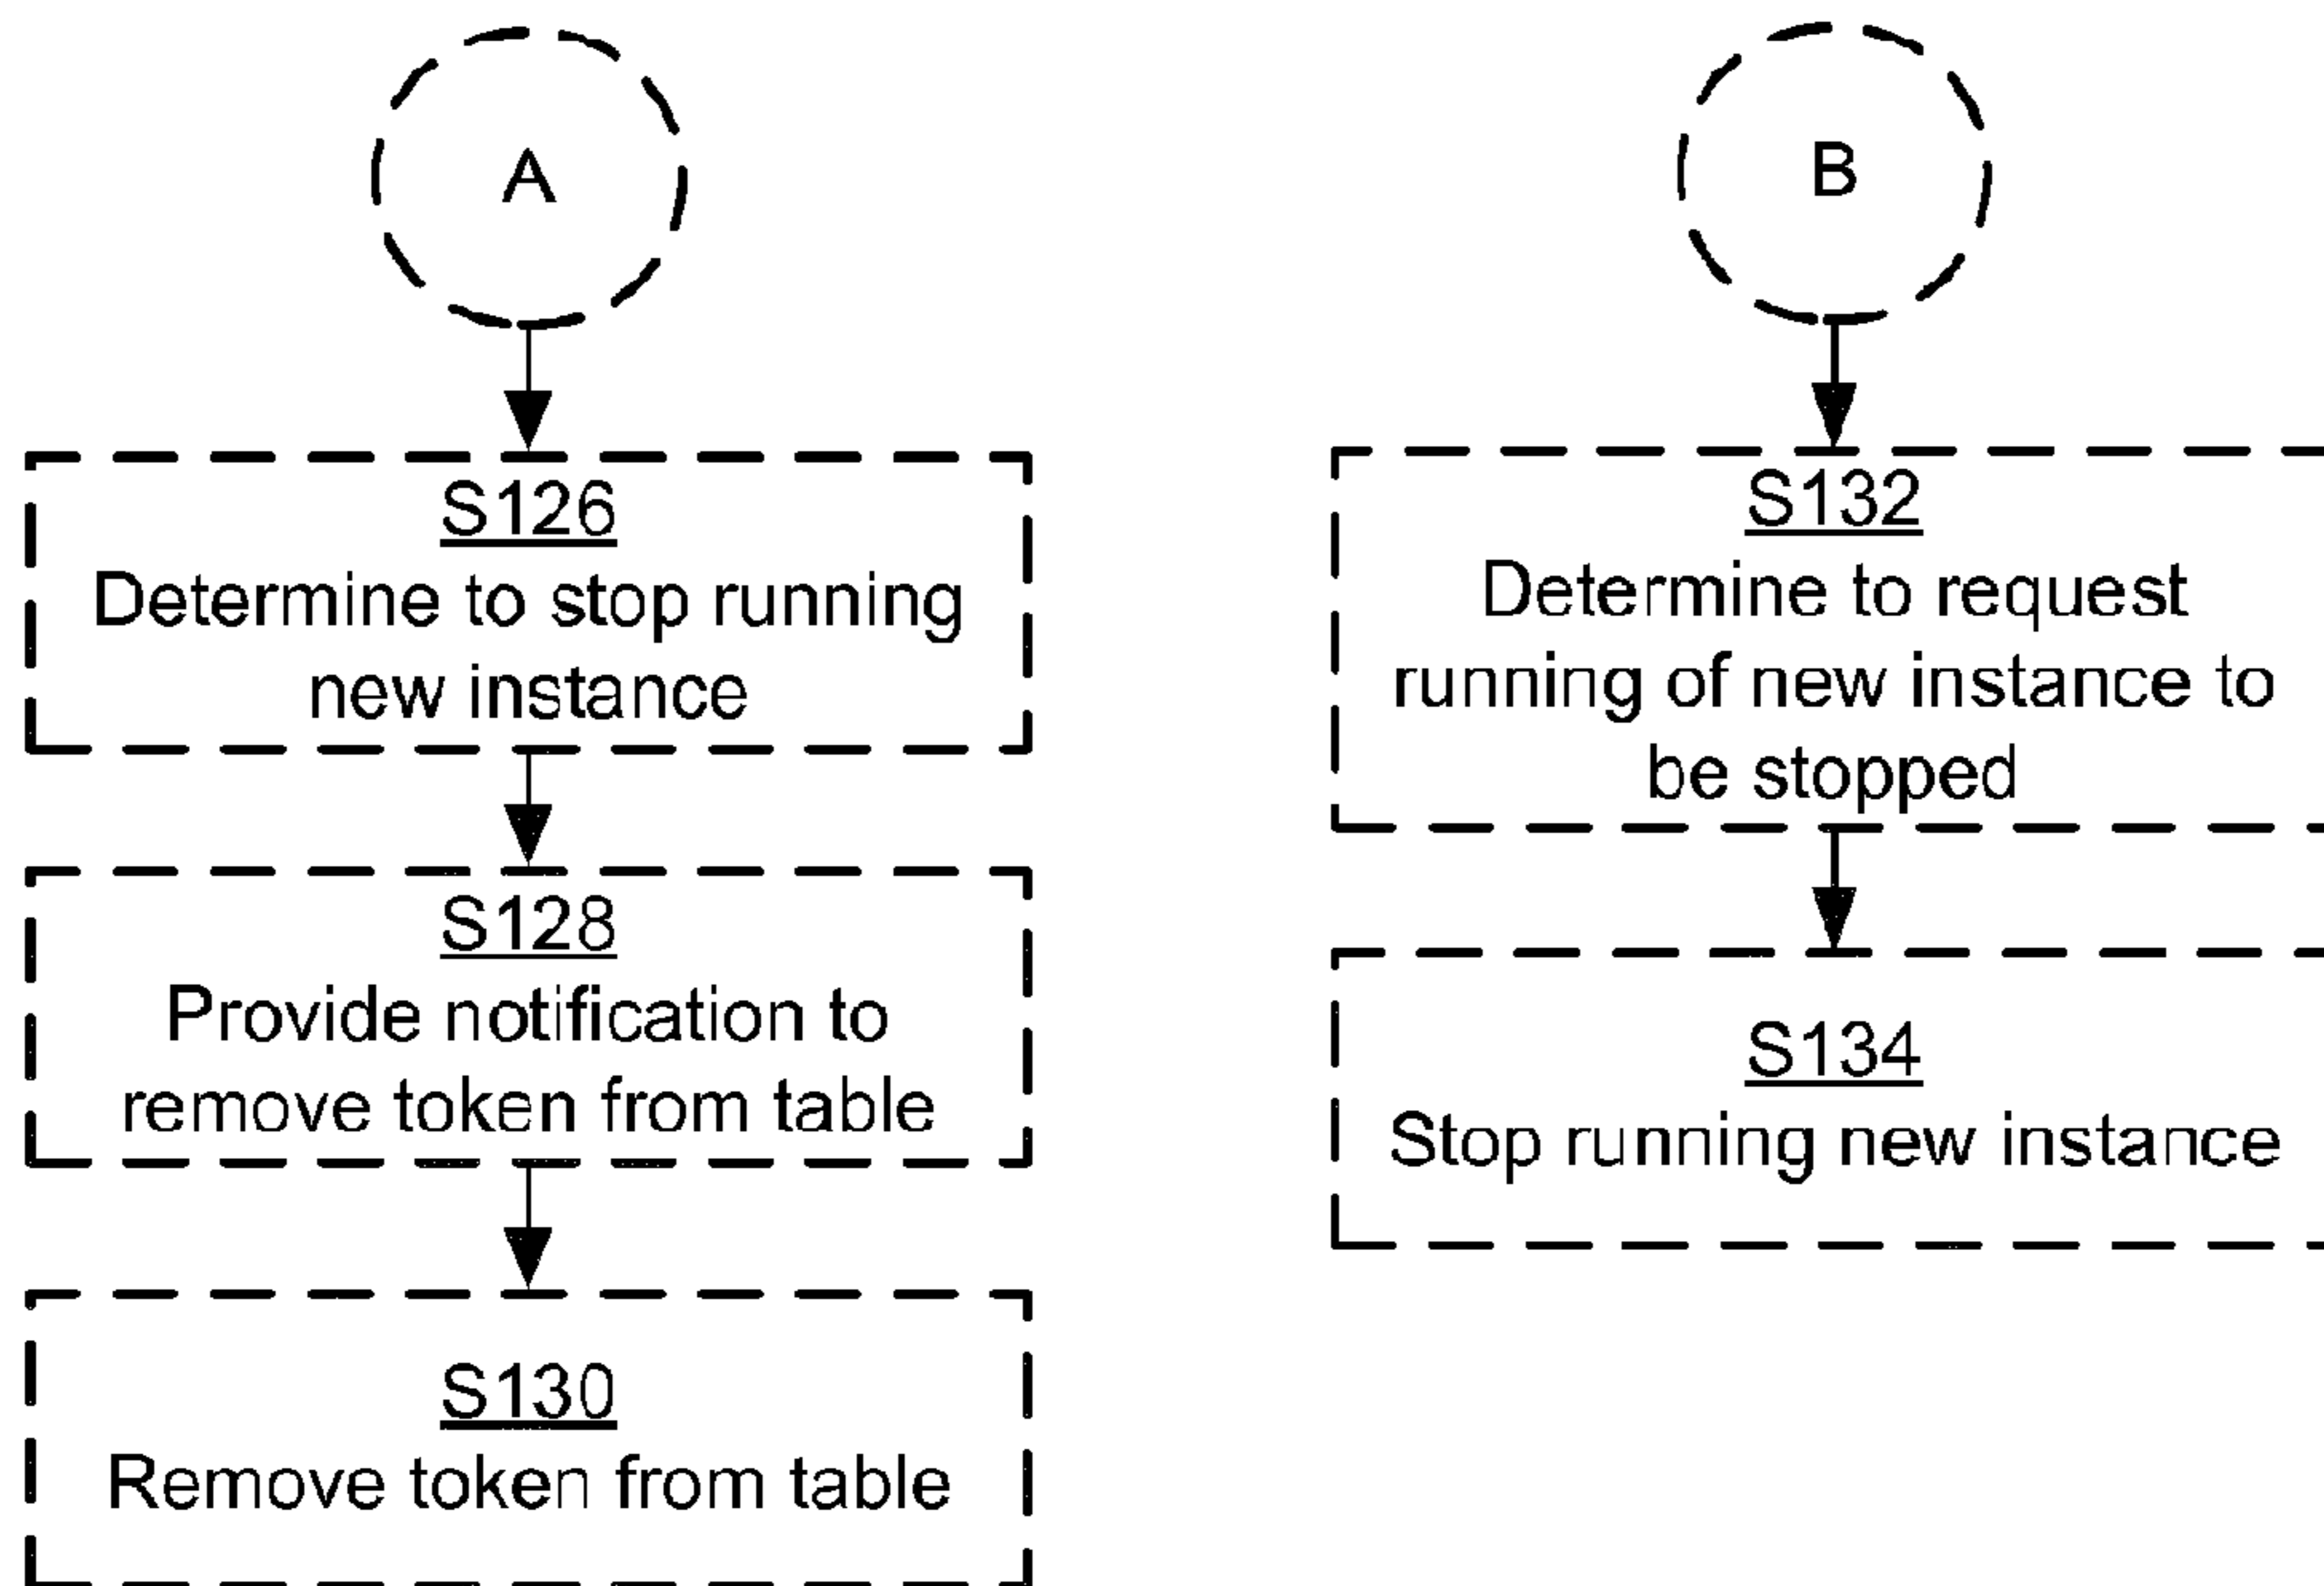 A
S126
Determine to stop running
new instance
S128
Provide notification to
remove token from table
S130
Remove token from table
B
S132
Determine to request
running of new instance to
be stopped
S134
Stop running new instance